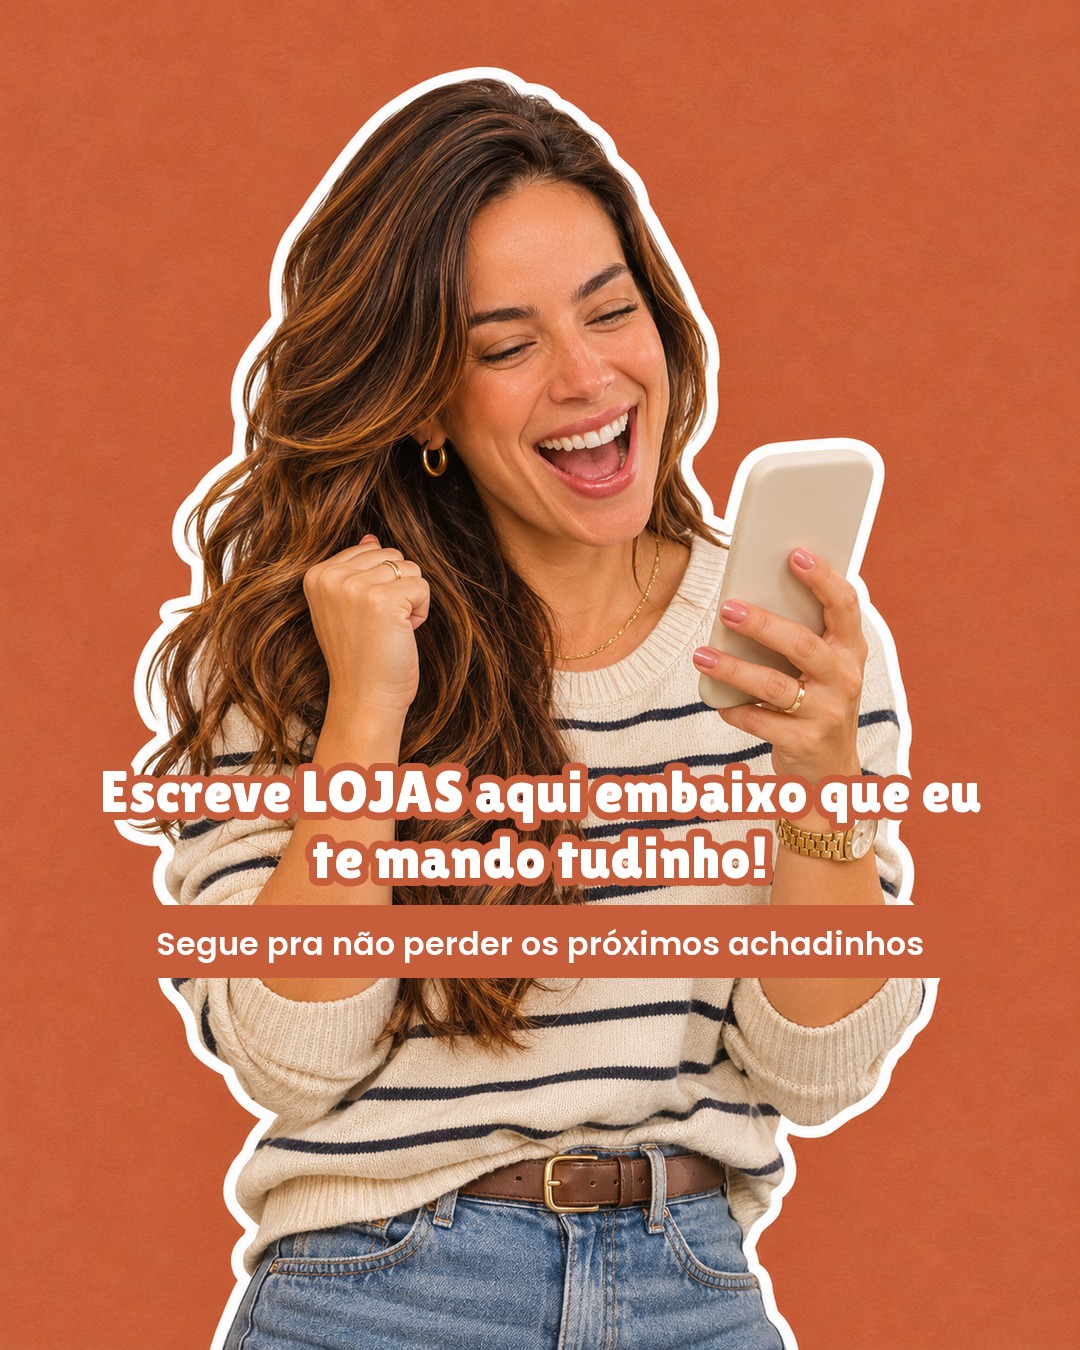 Escreve LOJAS aqui embaixo que eu
te mando tudinho!
Segue pra não perder os próximos achadinhos